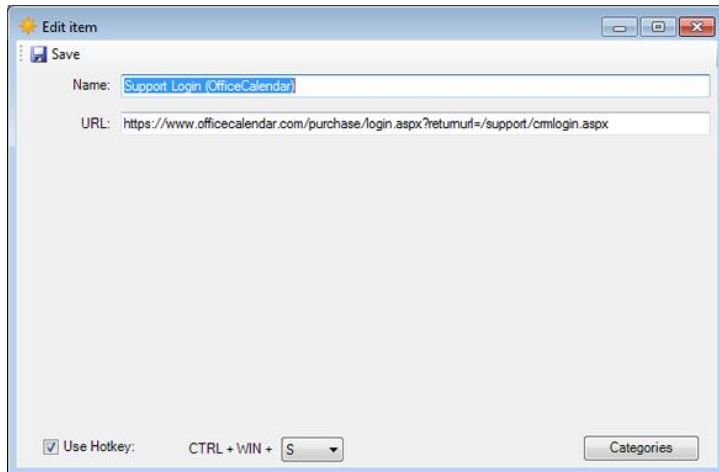 Edit item
Save
Name: Support Login (OfficeCalendar)
URL: https://www.officecalendar.com/purchase/login.aspx?returnurl=/support/crmlogin.aspx
Use Hotkey: CTRL + WIN + S Categories